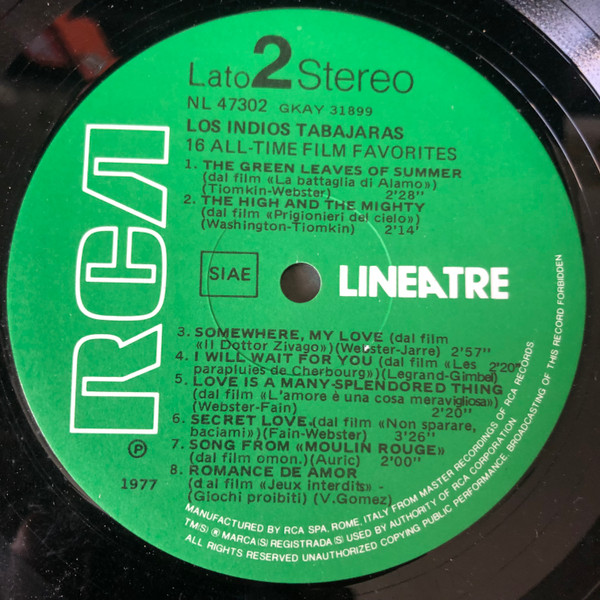 Lato 2 Stereo
NL 47302 GKAY 31899
LOS INDIOS TABAJARAS
16 ALL-TIME FILM FAVORITES
1. THE GREEN LEAVES OF SUMMER
(dal film «La battaglia di Alamo»)
(Tiomkin-Webster) 2'28"
2. THE HIGH AND THE MIGHTY
(dal film «Prigionieri del cielo»)
(Washington-Tiomkin) 2'14'
RCA
SIAE
LINEATRE
3. SOMEWHERE, MY LOVE (dal film
«Il Dottor Zivago») (Webster-Jarre) 2'57"
4. I WILL WAIT FOR YOU (dal film «Les
parapluies de Cherbourg») (Legrand-Gimbel) 2'20"
5. LOVE IS A MANY-SPLENDORED THING
(dal film «L'amore è una cosa meravigliosa»)
(Webster-Fain) 2'20"
6. SECRET LOVE (dal film «Non sparare,
baciami») (Fain-Webster) 3'26"
7. SONG FROM «MOULIN ROUGE»
(dal film omon.) (Auric) 2'00"
8. ROMANCE DE AMOR
(dal film «Jeux interdits» -
(Giochi proibiti) (V.Gomez)
℗
1977
MANUFACTURED BY RCA SPA, ROME, ITALY FROM MASTER RECORDINGS OF RCA RECORDS
TM(S) ® MARCA(S) REGISTRADA(S) USED BY AUTHORITY OF RCA CORPORATION
ALL RIGHTS RESERVED UNAUTHORIZED COPYING PUBLIC PERFORMANCE, BROADCASTING OF THIS RECORD FORBIDDEN